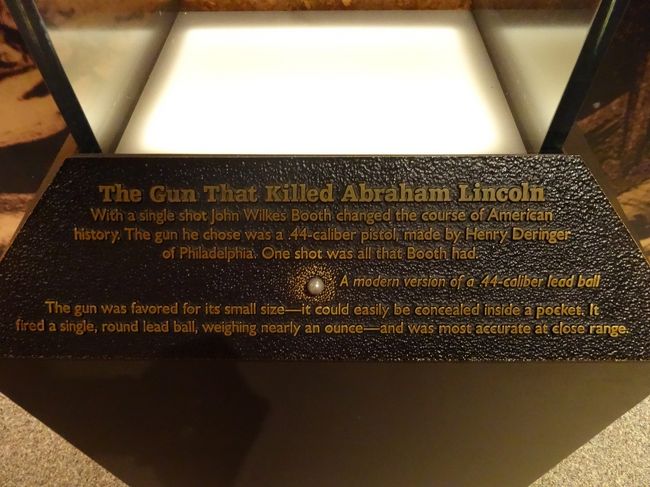 The Gun That Killed Abraham Lincoln
With a single shot John Wilkes Booth changed the course of American
history. The gun he chose was a .44-caliber pistol, made by Henry Deringer
of Philadelphia. One shot was all that Booth had.
A modern version of a .44-caliber lead ball
The gun was favored for its small size—it could easily be concealed inside a pocket. It
fired a single, round lead ball, weighing nearly an ounce—and was most accurate at close range.